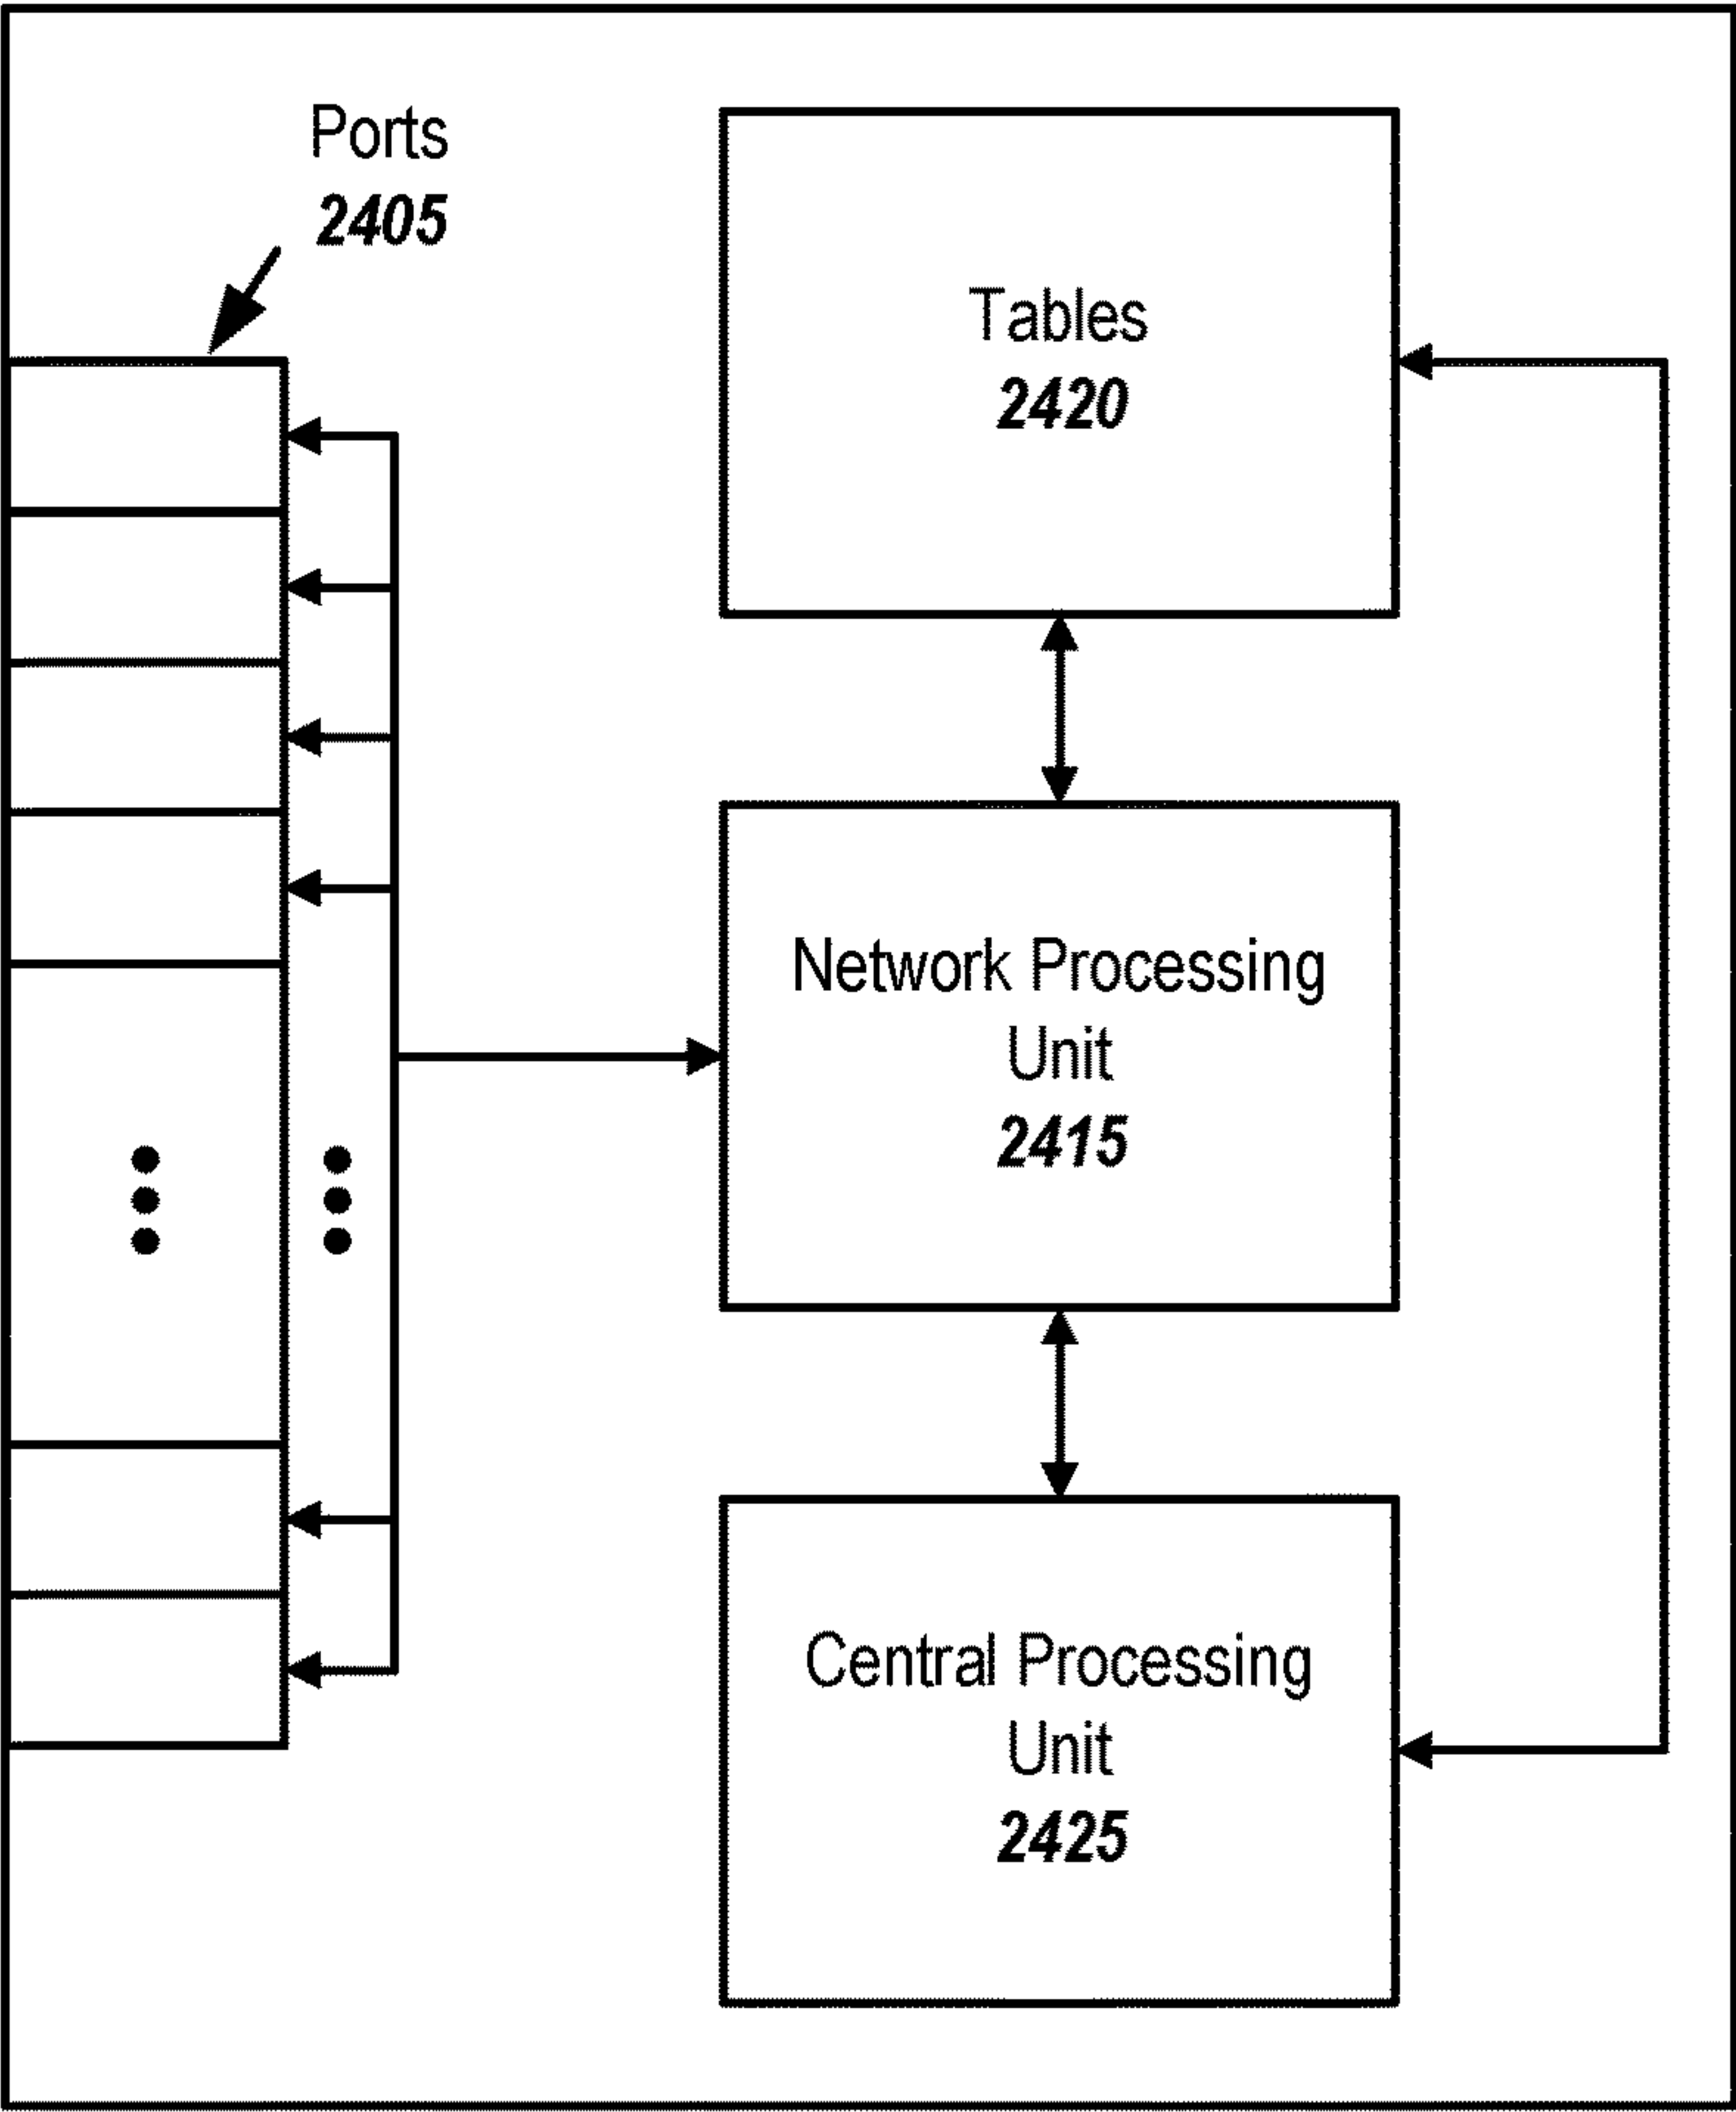 Ports
2405
Tables
2420
Network Processing
Unit
2415
Central Processing
Unit
2425